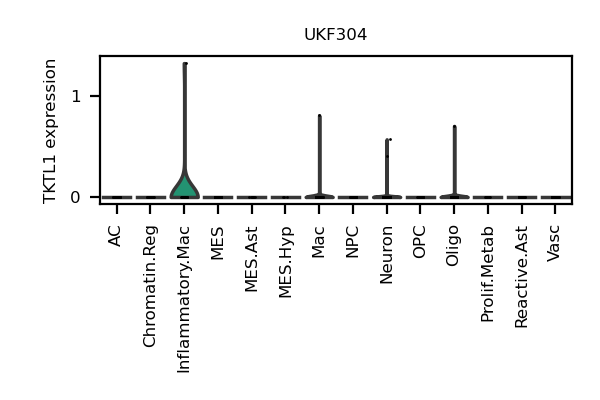 UKF304
TKTL1 expression
1
0
AC
Chromatin.Reg
Inflammatory.Mac
MES
MES.Ast
MES.Hyp
Mac
NPC
Neuron
OPC
Oligo
Prolif.Metab
Reactive.Ast
Vasc